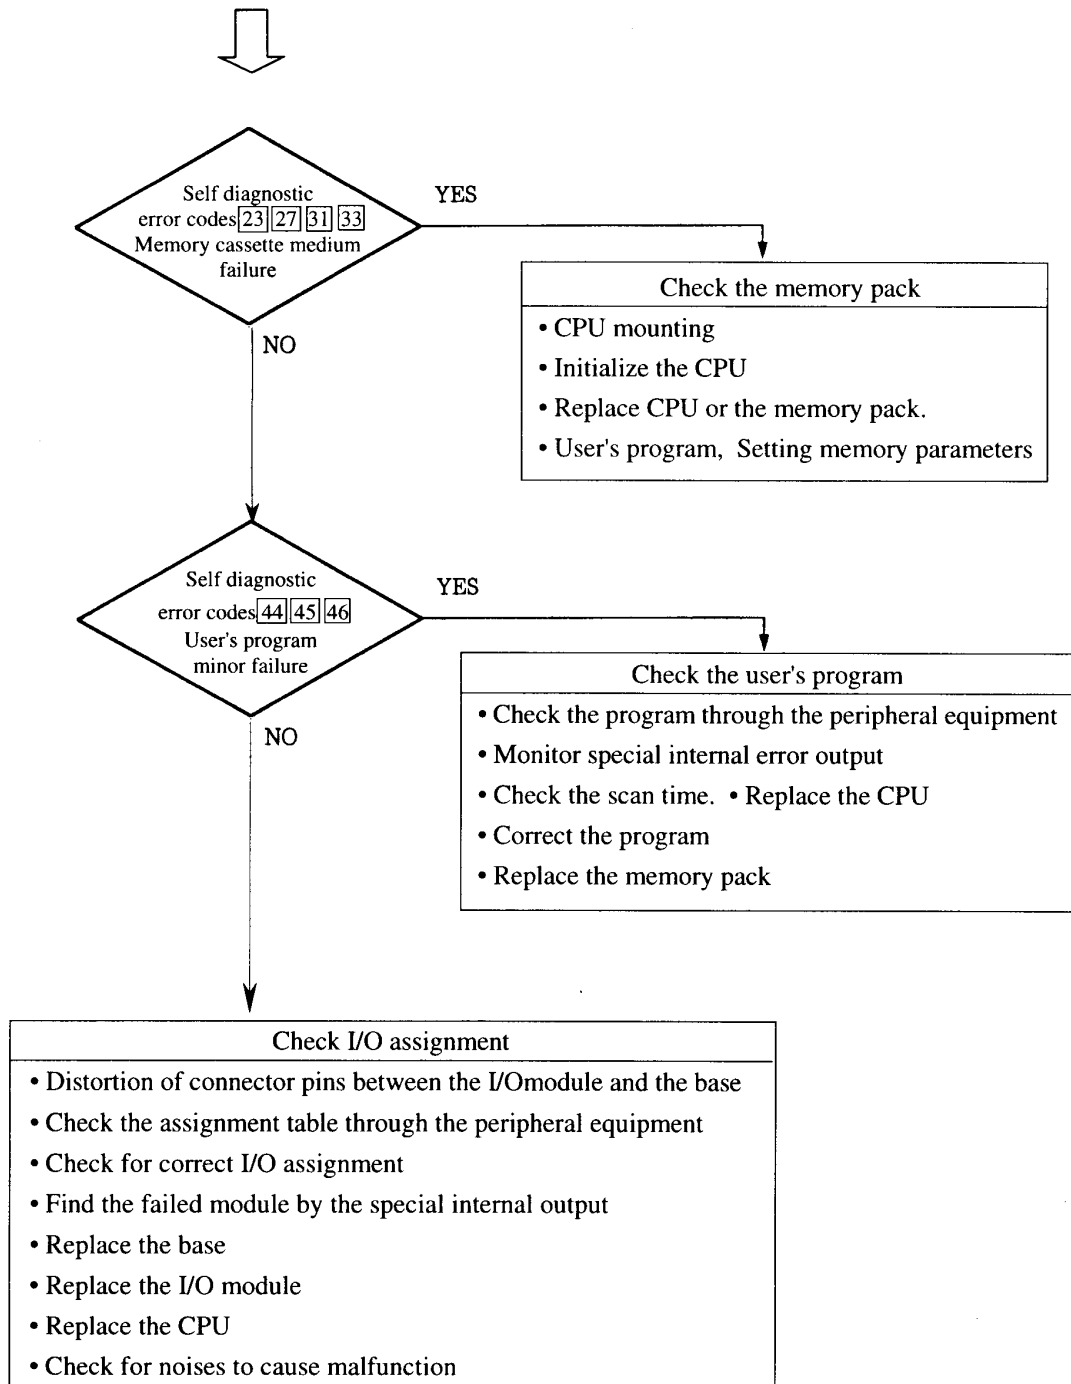 Self diagnostic
error codes 23 27 31 33
Memory cassette medium
failure
YES
NO
Check the memory pack
• CPU mounting
• Initialize the CPU
• Replace CPU or the memory pack.
• User's program, Setting memory parameters
Self diagnostic
error codes 44 45 46
User's program
minor failure
YES
NO
Check the user's program
• Check the program through the peripheral equipment
• Monitor special internal error output
• Check the scan time. • Replace the CPU
• Correct the program
• Replace the memory pack
Check I/O assignment
• Distortion of connector pins between the I/Omodule and the base
• Check the assignment table through the peripheral equipment
• Check for correct I/O assignment
• Find the failed module by the special internal output
• Replace the base
• Replace the I/O module
• Replace the CPU
• Check for noises to cause malfunction